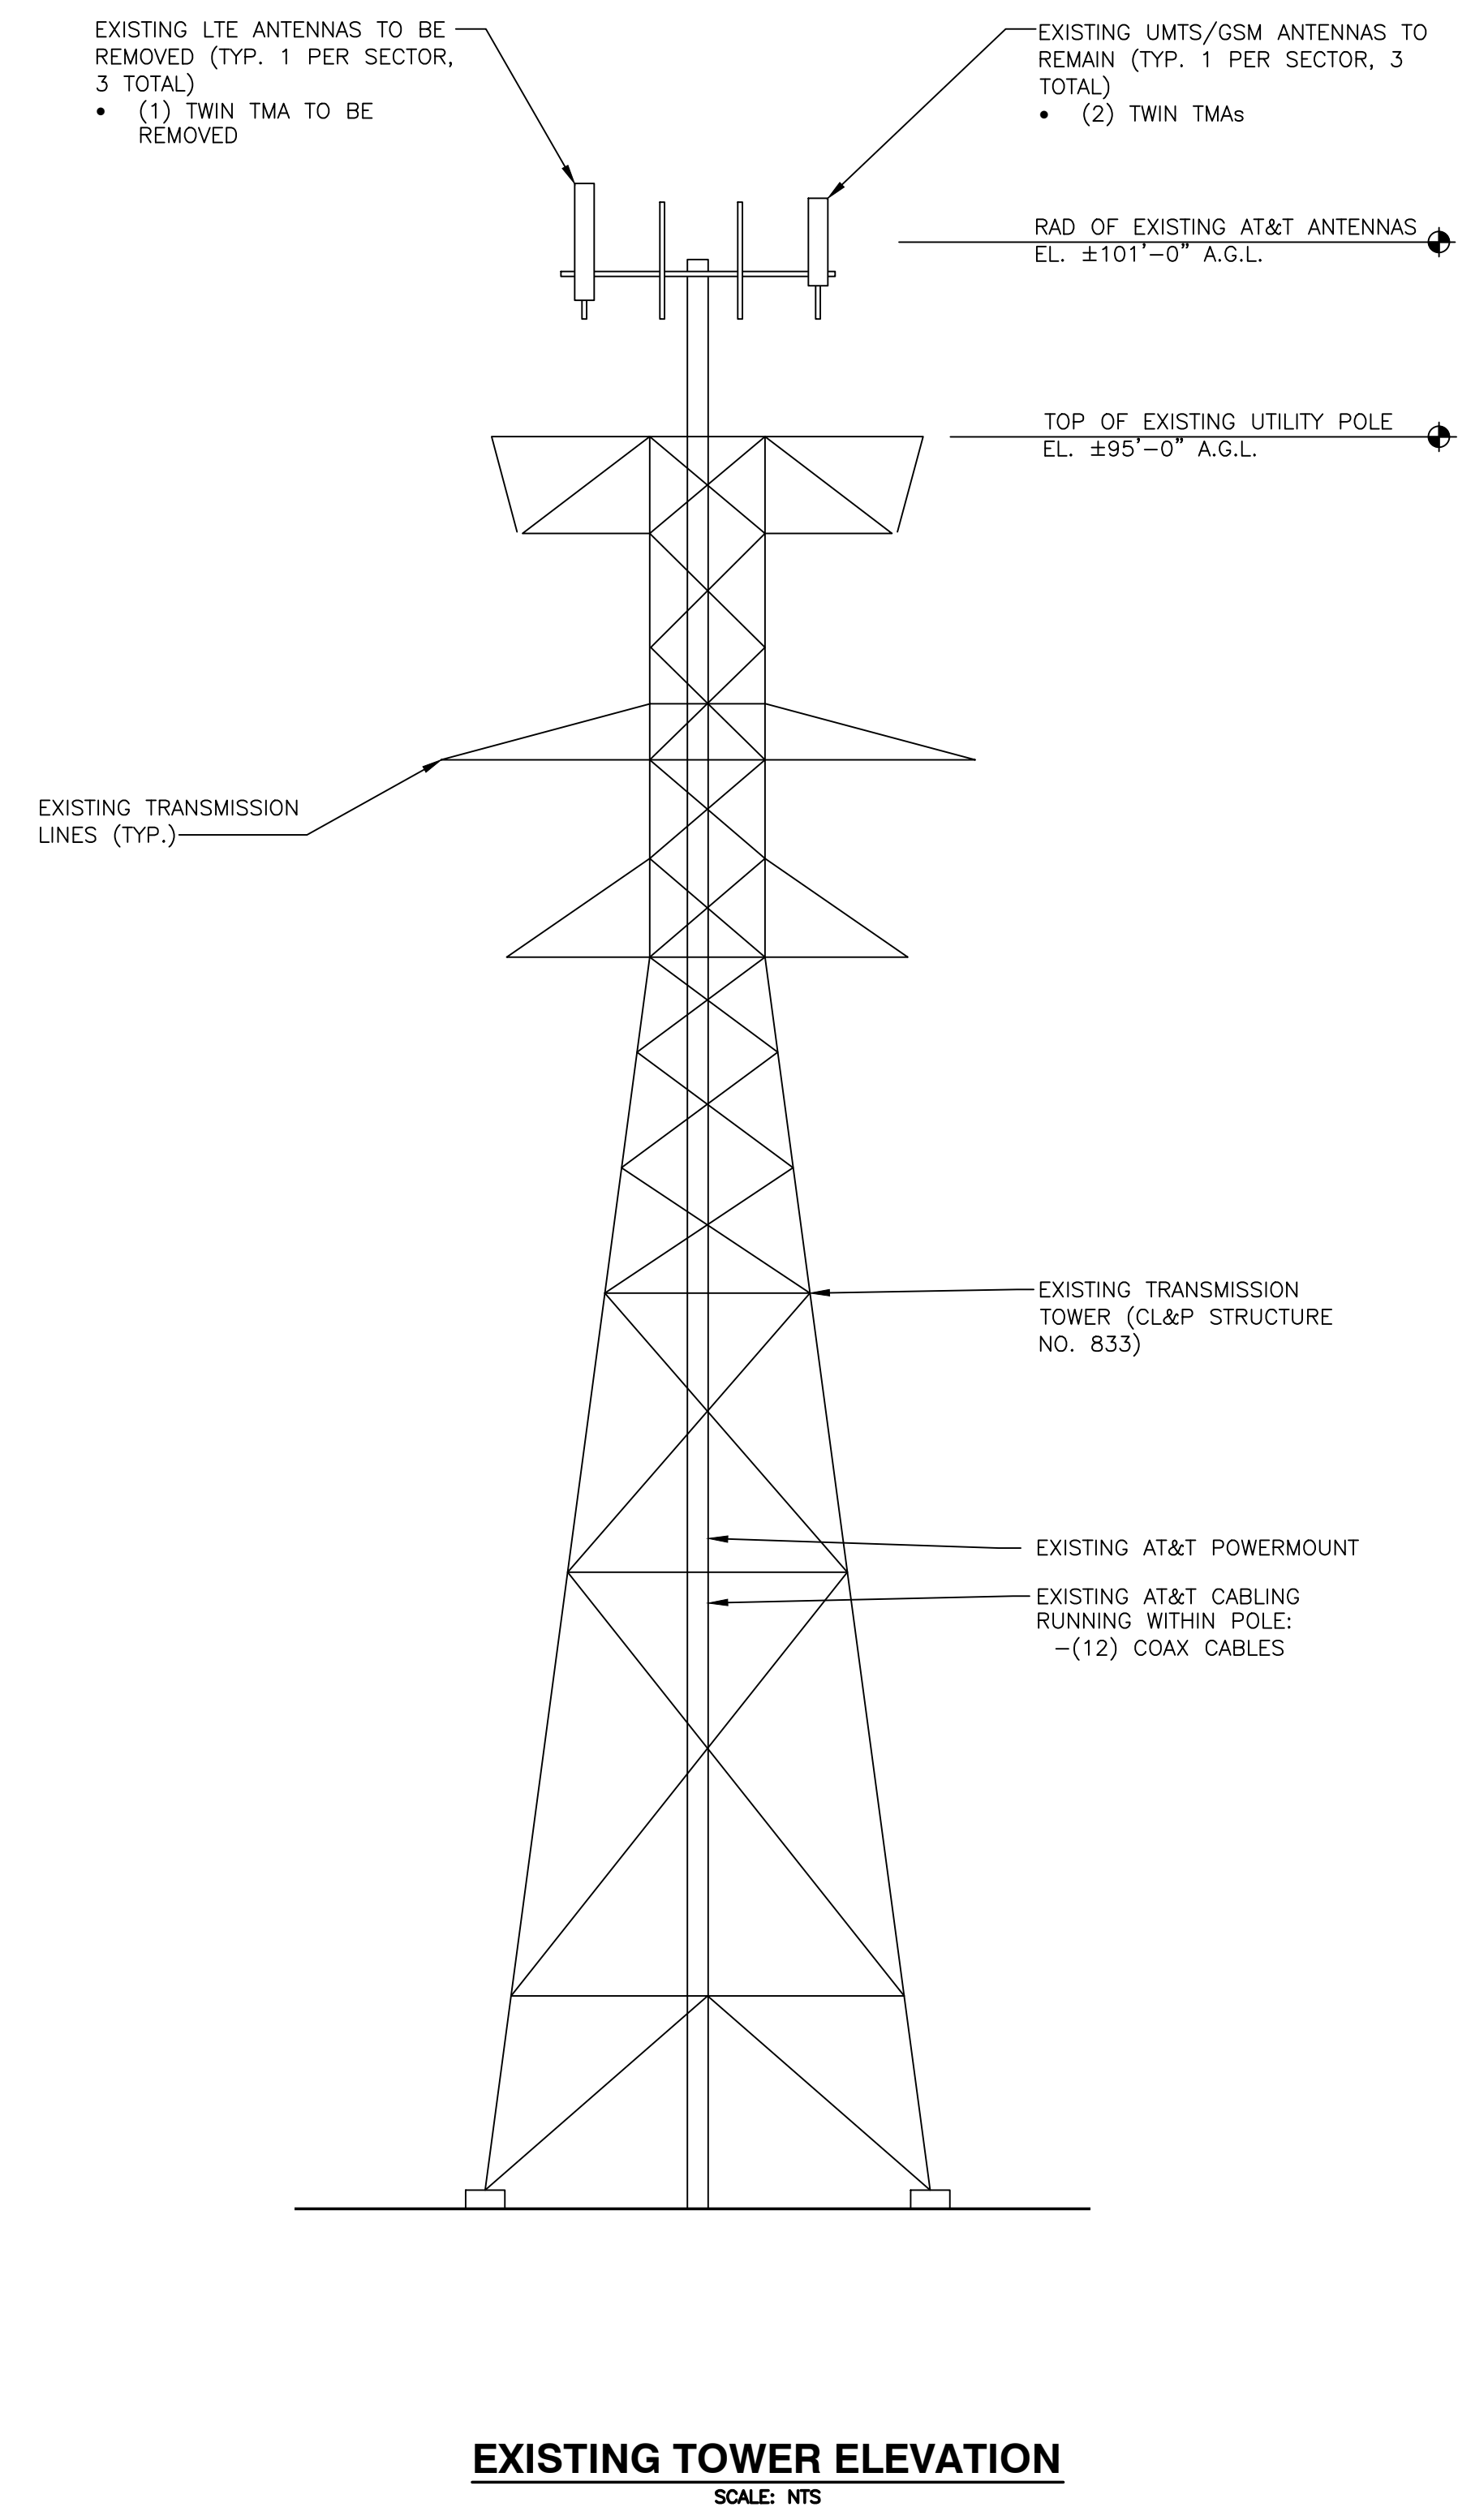 EXISTING LTE ANTENNAS TO BE
REMOVED (TYP. 1 PER SECTOR,
3 TOTAL)
• (1) TWIN TMA TO BE
REMOVED
EXISTING UMTS/GSM ANTENNAS TO
REMAIN (TYP. 1 PER SECTOR, 3
TOTAL)
• (2) TWIN TMAs
RAD OF EXISTING AT&T ANTENNAS
EL. ±101'-0" A.G.L.
TOP OF EXISTING UTILITY POLE
EL. ±95'-0" A.G.L.
EXISTING TRANSMISSION
LINES (TYP.)
EXISTING TRANSMISSION
TOWER (CL&P STRUCTURE
NO. 833)
EXISTING AT&T POWERMOUNT
EXISTING AT&T CABLING
RUNNING WITHIN POLE:
-(12) COAX CABLES
EXISTING TOWER ELEVATION
SCALE: NTS